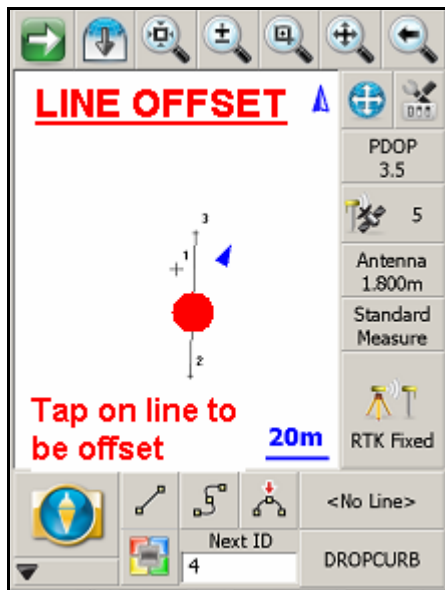 LINE OFFSET
PDOP
3.5
5
Antenna
1.800m
Standard
Measure
RTK Fixed
3
1
2
Tap on line to
be offset
20m
<No Line>
Next ID
4
DROPCURB